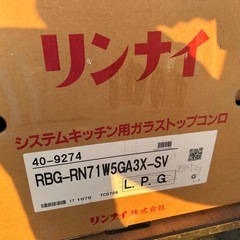 リンナイ
システムキッチン用ガラストップコンロ
40-9274
RBG-RN71W5GA3X-SV
L.P.G
G
リンナイ株式会社